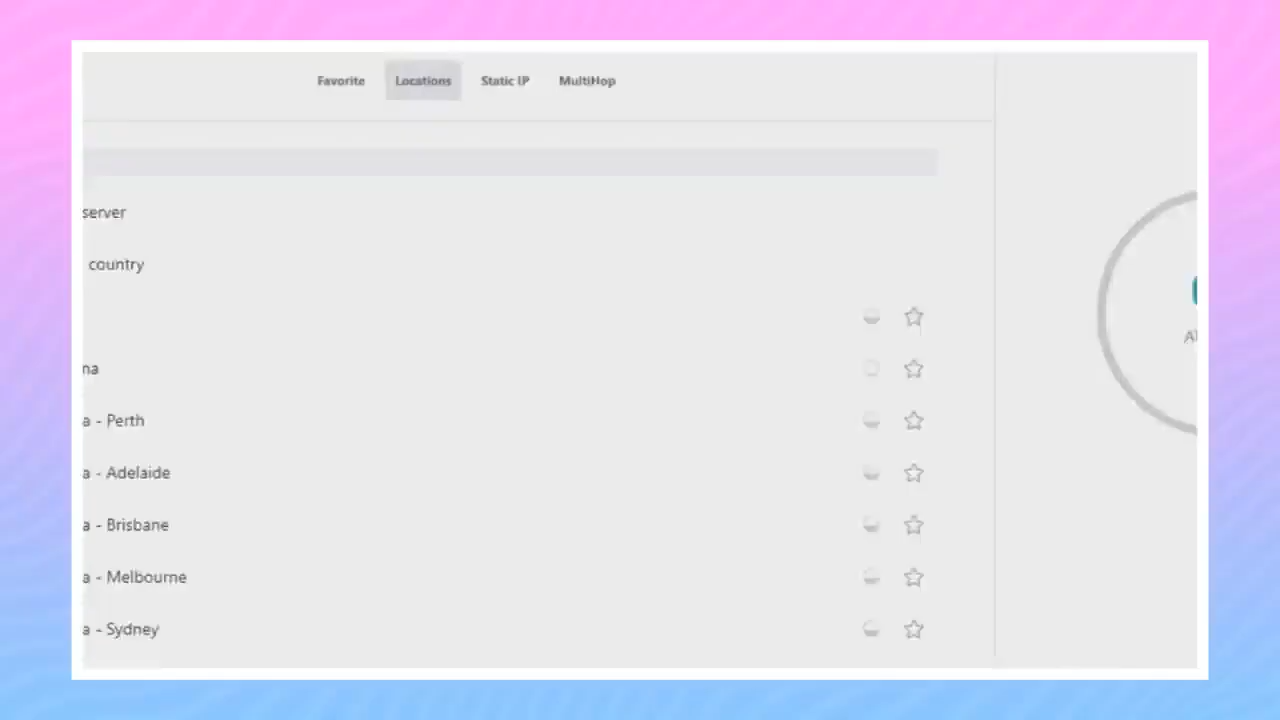 Favorite Locations Static IP MultiHop
server
country
na
a - Perth
a - Adelaide
a - Brisbane
a - Melbourne
a - Sydney